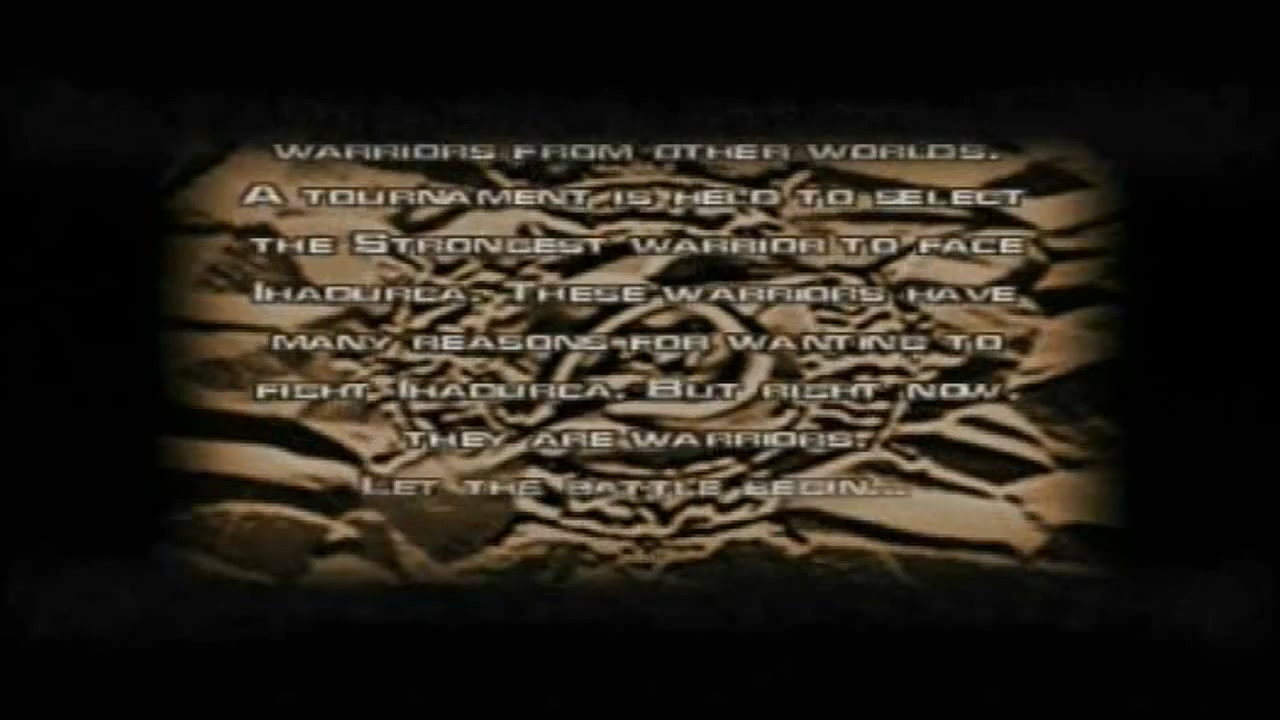 WARRIORS FROM OTHER WORLDS.
A TOURNAMENT IS HELD TO SELECT
THE STRONGEST WARRIOR TO FACE
IHADURCA. THESE WARRIORS HAVE
MANY REASONS FOR WANTING TO
FIGHT IHADURCA. BUT RIGHT NOW,
THEY ARE WARRIORS.
LET THE BATTLE BEGIN...